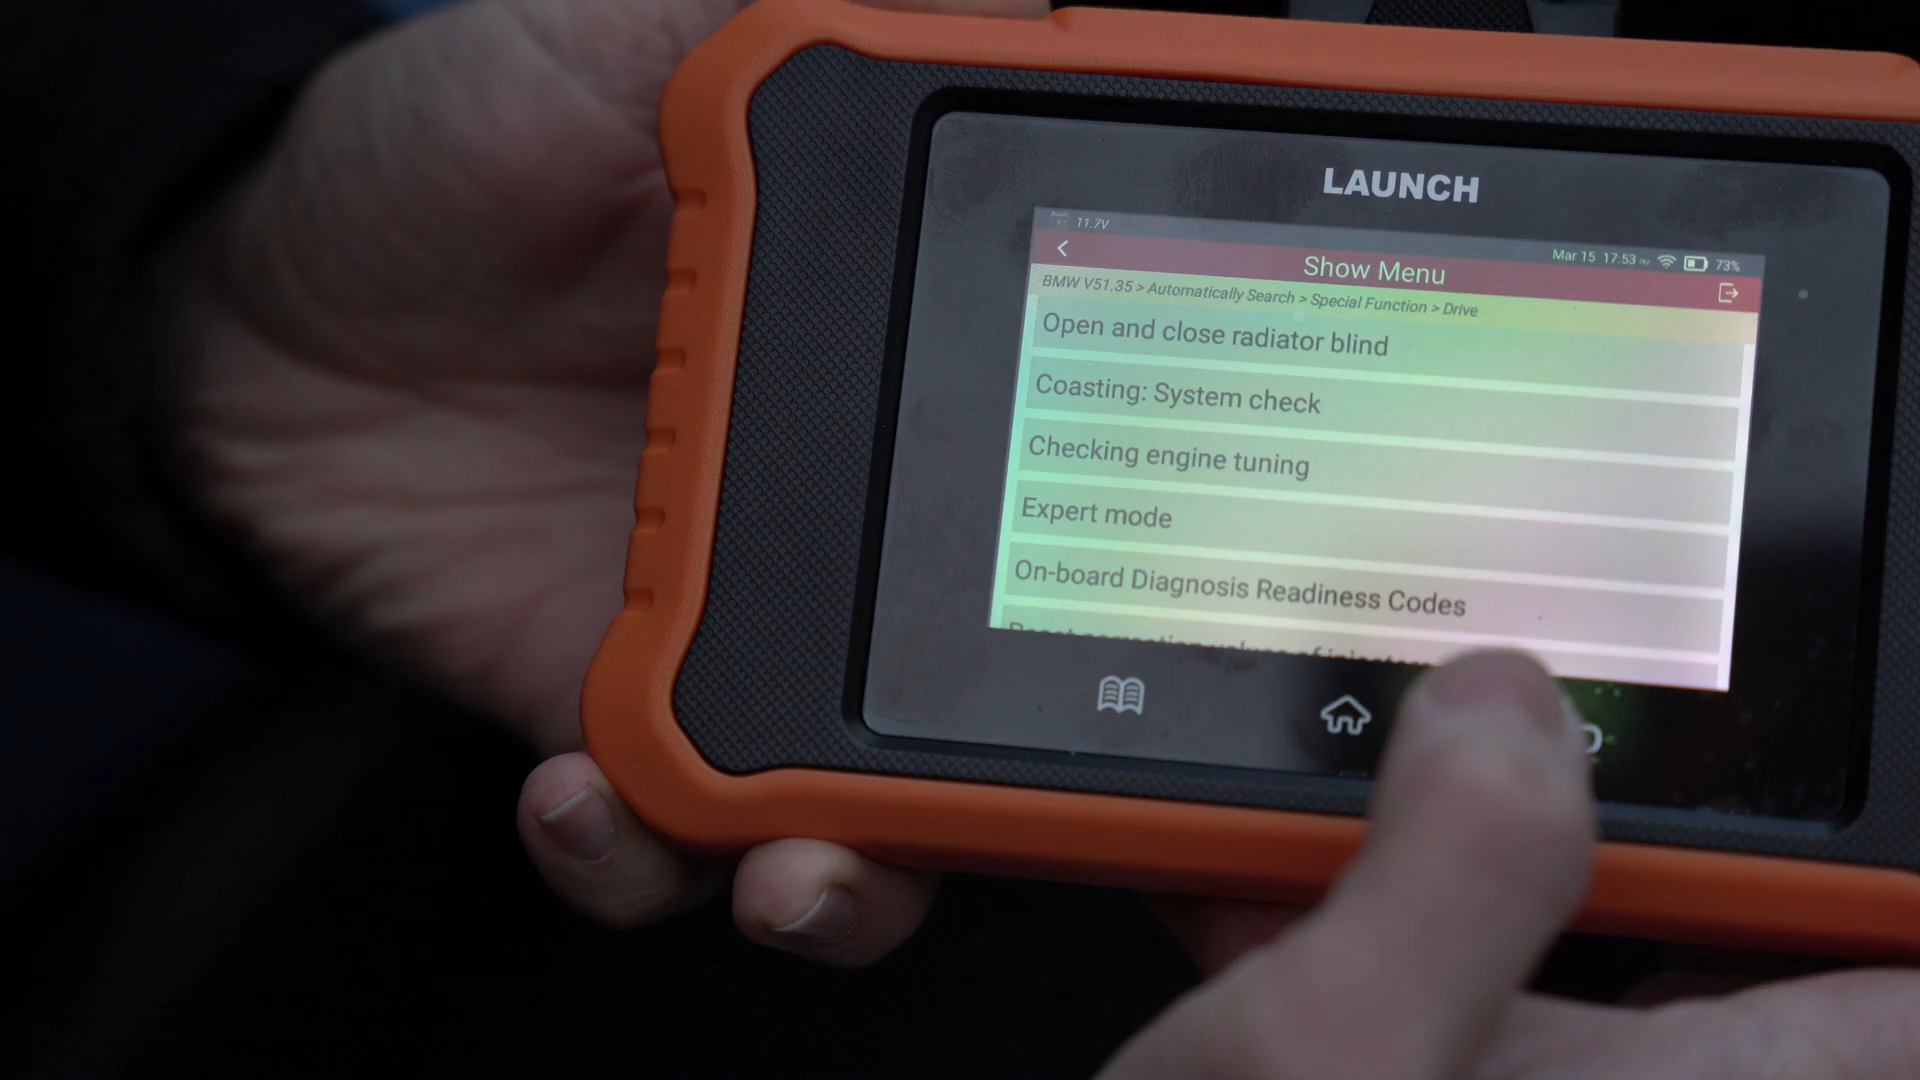 LAUNCH
11.7V
Mar 15 17:53 73%
Show Menu
BMW V51.35 > Automatically Search > Special Function > Drive
Open and close radiator blind
Coasting: System check
Checking engine tuning
Expert mode
On-board Diagnosis Readiness Codes